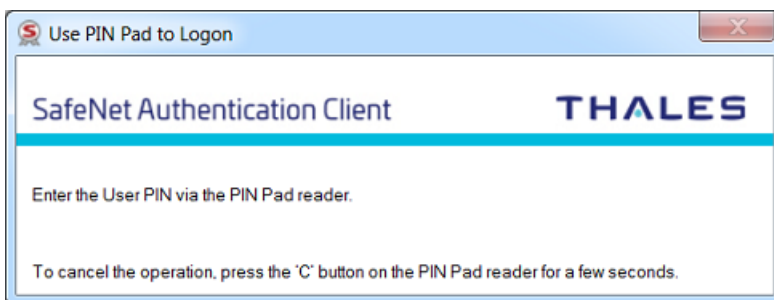 Use PIN Pad to Logon
SafeNet Authentication Client
THALES
Enter the User PIN via the PIN Pad reader.
To cancel the operation, press the 'C' button on the PIN Pad reader for a few seconds.